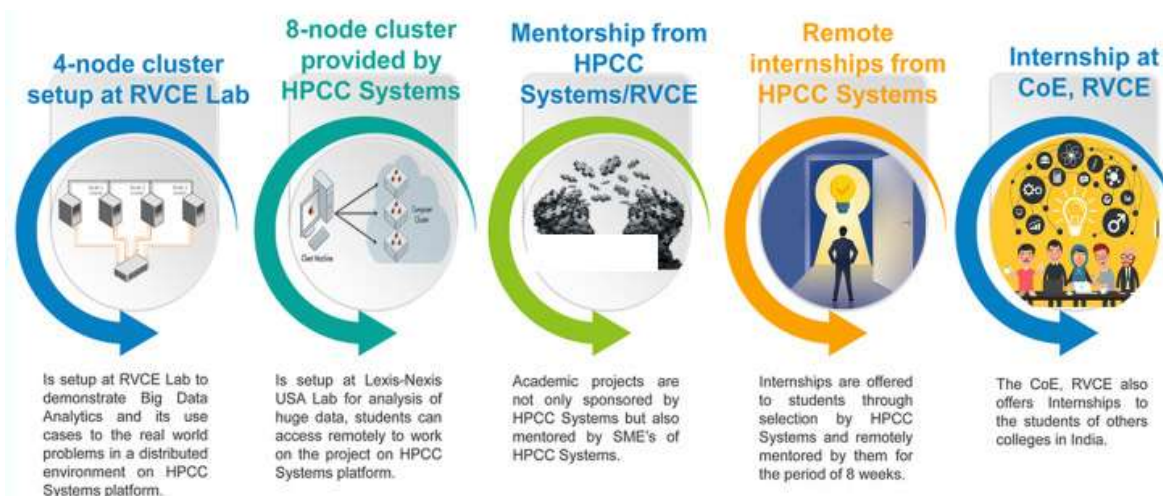 4-node cluster
setup at RVCE Lab
Is setup at RVCE Lab to
demonstrate Big Data
Analytics and its use
cases to the real world
problems in a distributed
environment on HPCC
Systems platform.
8-node cluster
provided by
HPCC Systems
Computer
Cluster
Client Machine
Is setup at Lexis-Nexis
USA Lab for analysis of
huge data, students can
access remotely to work
on the project on HPCC
Systems platform.
Mentorship from
HPCC
Systems/RVCE
Academic projects are
not only sponsored by
HPCC Systems but also
mentored by SME's of
HPCC Systems.
Remote
internships from
HPCC Systems
Internships are offered
to students through
selection by HPCC
Systems and remotely
mentored by them for
the period of 8 weeks.
Internship at
CoE, RVCE
The CoE, RVCE also
offers Internships to
the students of others
colleges in India.